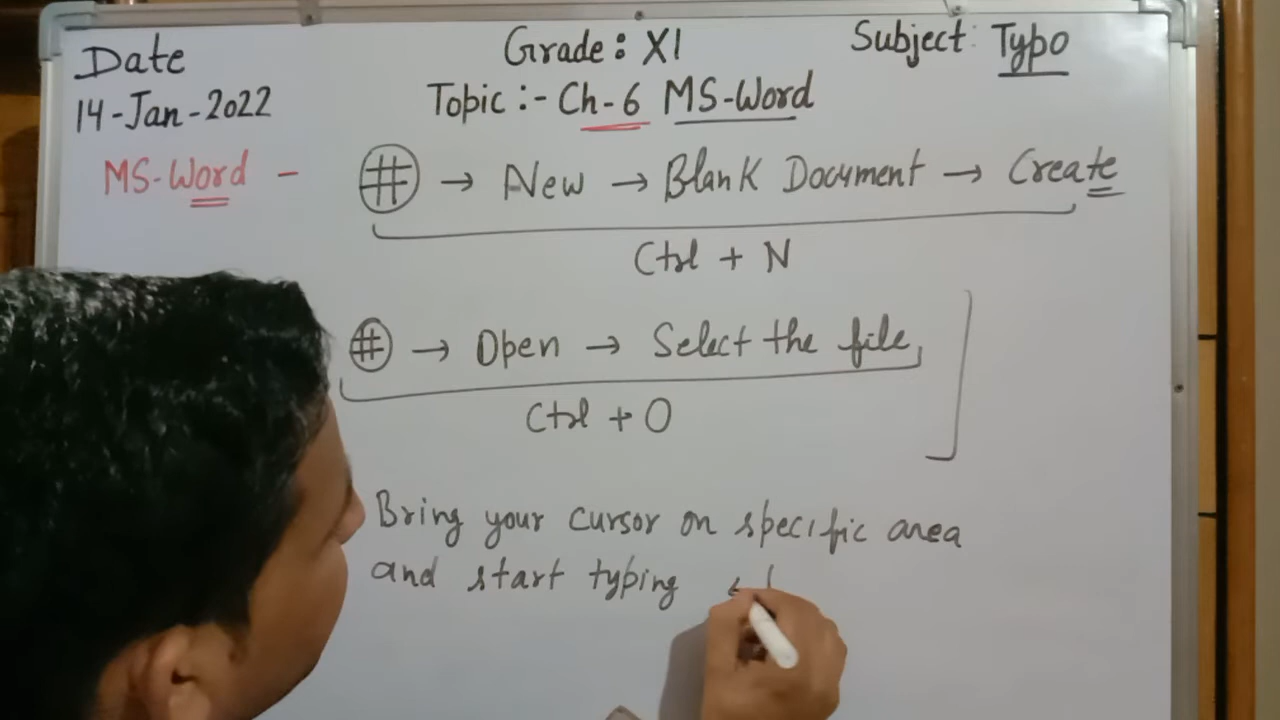 Date
14-Jan-2022
Grade: XI
Subject: Typo
Topic:- Ch-6 MS-Word
MS-Word - # → New → Blank Document → Create
Ctrl + N
# → Open → Select the file,
Ctrl + O
Bring your cursor on specific area
and start typing